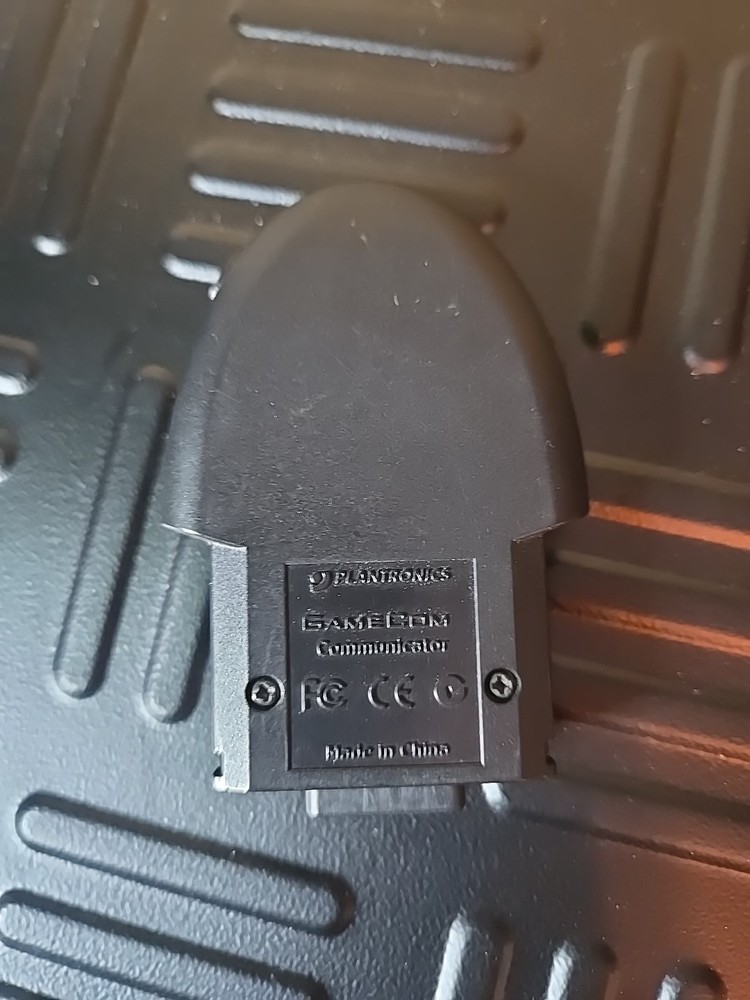 PLANTRONICS
GAMECOM
Communicator
FC CE
Made in China